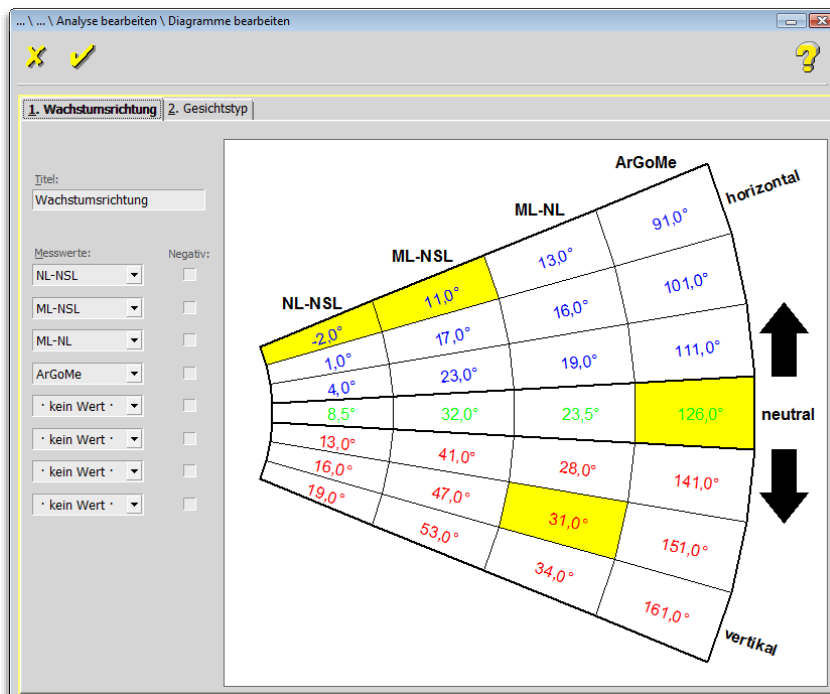 ... \ ... \ Analyse bearbeiten \ Diagramme bearbeiten
1. Wachstumsrichtung
2. Gesichtstyp
Titel:
Wachstumsrichtung
Messwerte:
Negativ:
NL-NSL
ML-NSL
ML-NL
ArGoMe
· kein Wert ·
· kein Wert ·
· kein Wert ·
· kein Wert ·
NL-NSL ML-NSL ML-NL ArGoMe
horizontal
-2,0° 11,0° 13,0° 91,0°
1,0° 17,0° 16,0° 101,0°
4,0° 23,0° 19,0° 111,0°
8,5° 32,0° 23,5° 126,0° neutral
13,0° 41,0° 28,0° 141,0°
16,0° 47,0° 31,0° 151,0°
19,0° 53,0° 34,0° 161,0°
vertikal